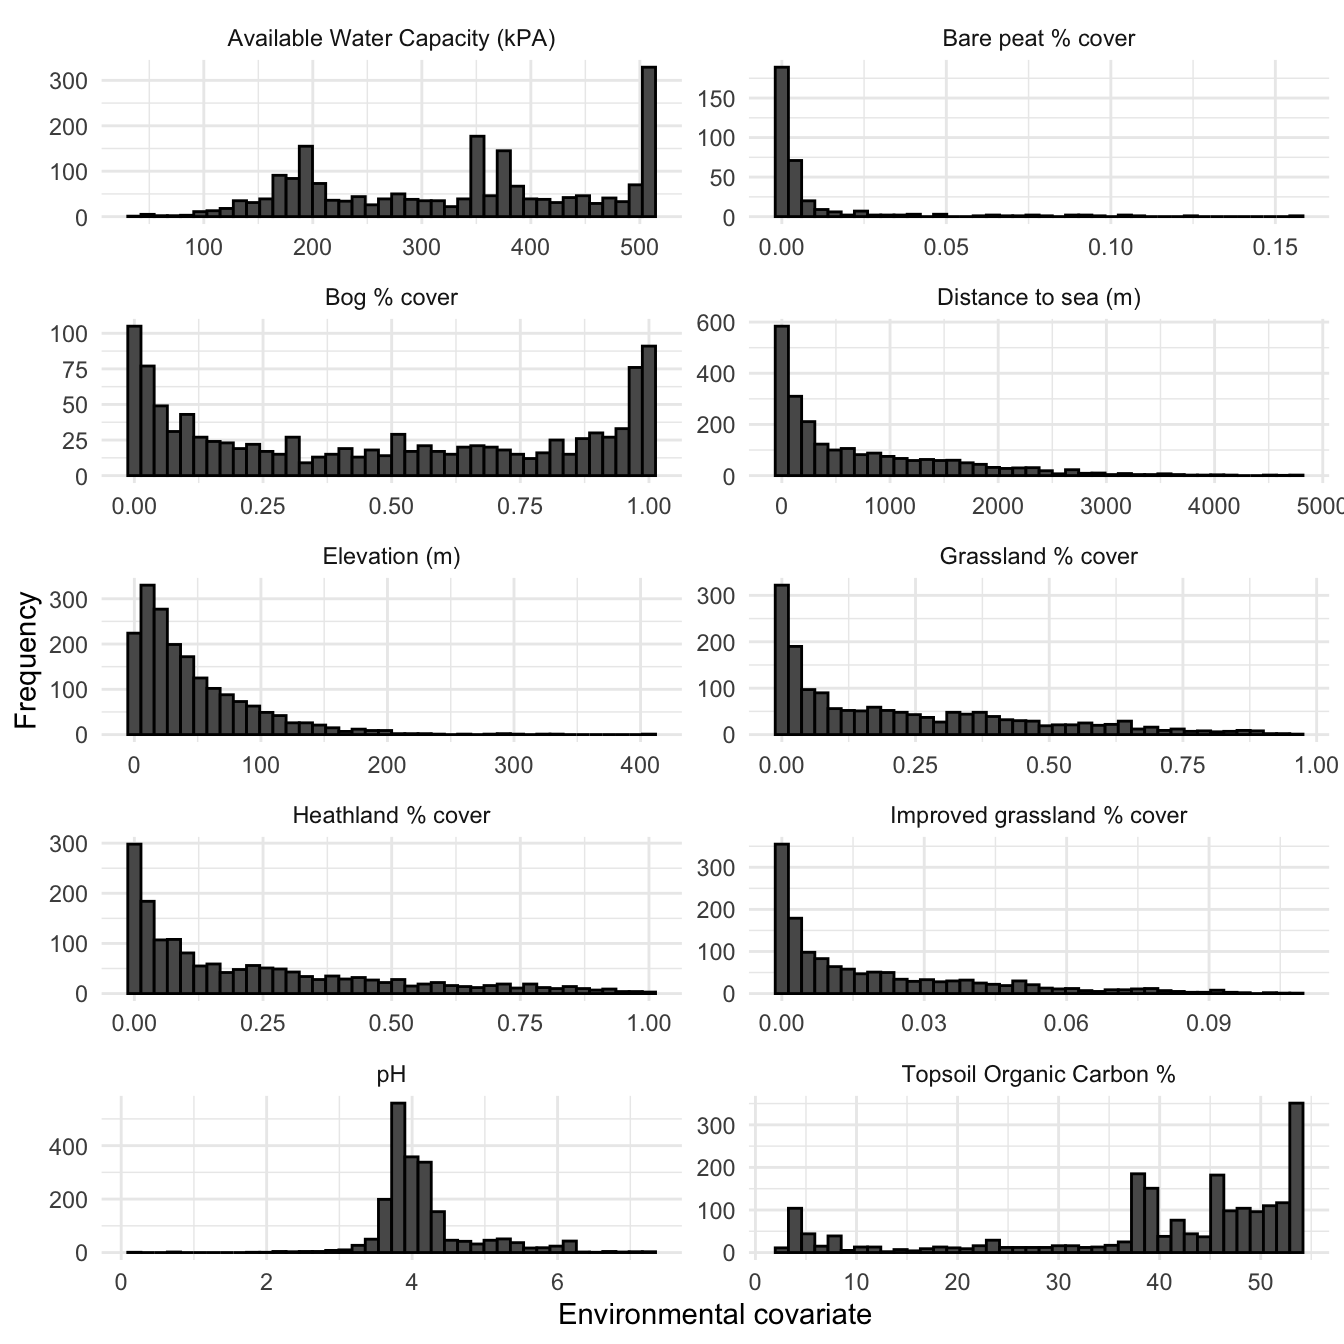 Available Water Capacity (kPA)
300
200
100
0
100 200 300 400 500
Bare peat % cover
150
100
50
0
0.00 0.05 0.10 0.15
Bog % cover
100
75
50
25
0
0.00 0.25 0.50 0.75 1.00
Distance to sea (m)
600
400
200
0
0 1000 2000 3000 4000 5000
Frequency
Elevation (m)
300
200
100
0
0 100 200 300 400
Grassland % cover
300
200
100
0
0.00 0.25 0.50 0.75 1.00
Heathland % cover
300
200
100
0
0.00 0.25 0.50 0.75 1.00
Improved grassland % cover
300
200
100
0
0.00 0.03 0.06 0.09
pH
400
200
0
0 2 4 6
Topsoil Organic Carbon %
300
200
100
0
0 10 20 30 40 50
Environmental covariate